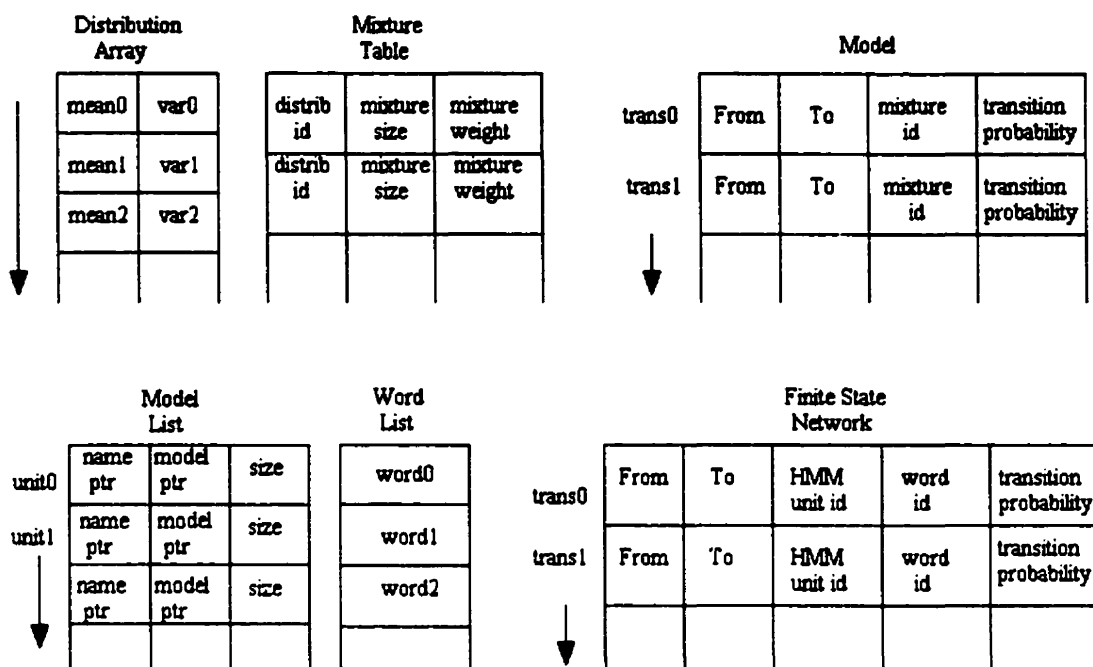 Distribution
Array
Mixture
Table
Model
mean0 var0
mean1 var1
mean2 var2
distrib
id
mixture
size
mixture
weight
distrib
id
mixture
size
mixture
weight
trans0 From To mixture
id
transition
probability
trans1 From To mixture
id
transition
probability
Model
List
Word
List
Finite State
Network
unit0 name
ptr
model
ptr
size
unit1 name
ptr
model
ptr
size
name
ptr
model
ptr
size
word0
word1
word2
trans0 From To HMM
unit id
word
id
transition
probability
trans1 From To HMM
unit id
word
id
transition
probability